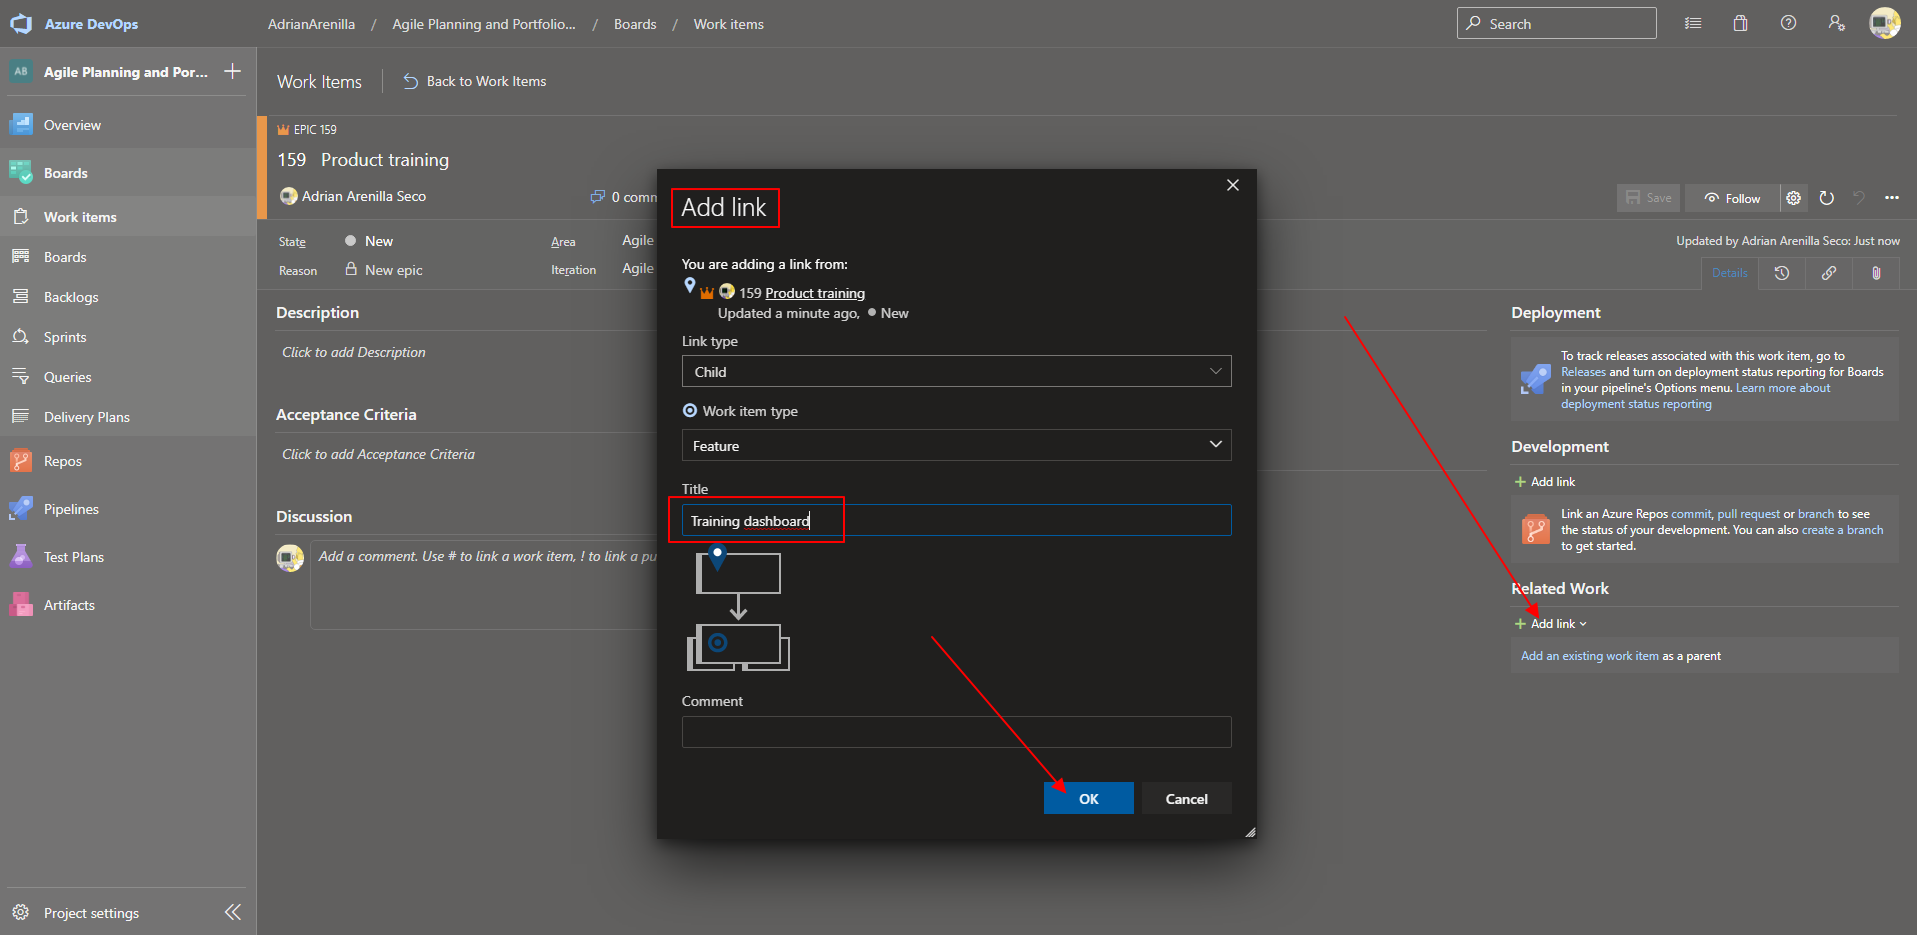 Azure DevOps
AdrianArenilla / Agile Planning and Portfolio... / Boards / Work items
Search
AB Agile Planning and Por...
Overview
Boards
Work items
Boards
Backlogs
Sprints
Queries
Delivery Plans
Repos
Pipelines
Test Plans
Artifacts
Project settings
Work Items
Back to Work Items
EPIC 159
159 Product training
Adrian Arenilla Seco
0 comm
Save
Follow
State New
Area Agile
Reason New epic
Iteration Agile
Updated by Adrian Arenilla Seco: Just now
Details
Description
Click to add Description
Acceptance Criteria
Click to add Acceptance Criteria
Discussion
Add a comment. Use # to link a work item, ! to link a pu
Add link
You are adding a link from:
159 Product training
Updated a minute ago, New
Link type
Child
Work item type
Feature
Title
Training dashboard
Comment
OK
Cancel
Deployment
To track releases associated with this work item, go to
Releases and turn on deployment status reporting for Boards
in your pipeline's Options menu. Learn more about
deployment status reporting
Development
+ Add link
Link an Azure Repos commit, pull request or branch to see
the status of your development. You can also create a branch
to get started.
Related Work
+ Add link
Add an existing work item as a parent